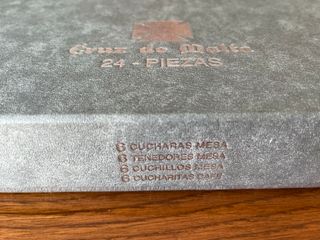 Cruz de Malta
24 - PIEZAS
6 CUCHARAS MESA
6 TENEDORES MESA
6 CUCHILLOS MESA
6 CUCHARITAS CAFE